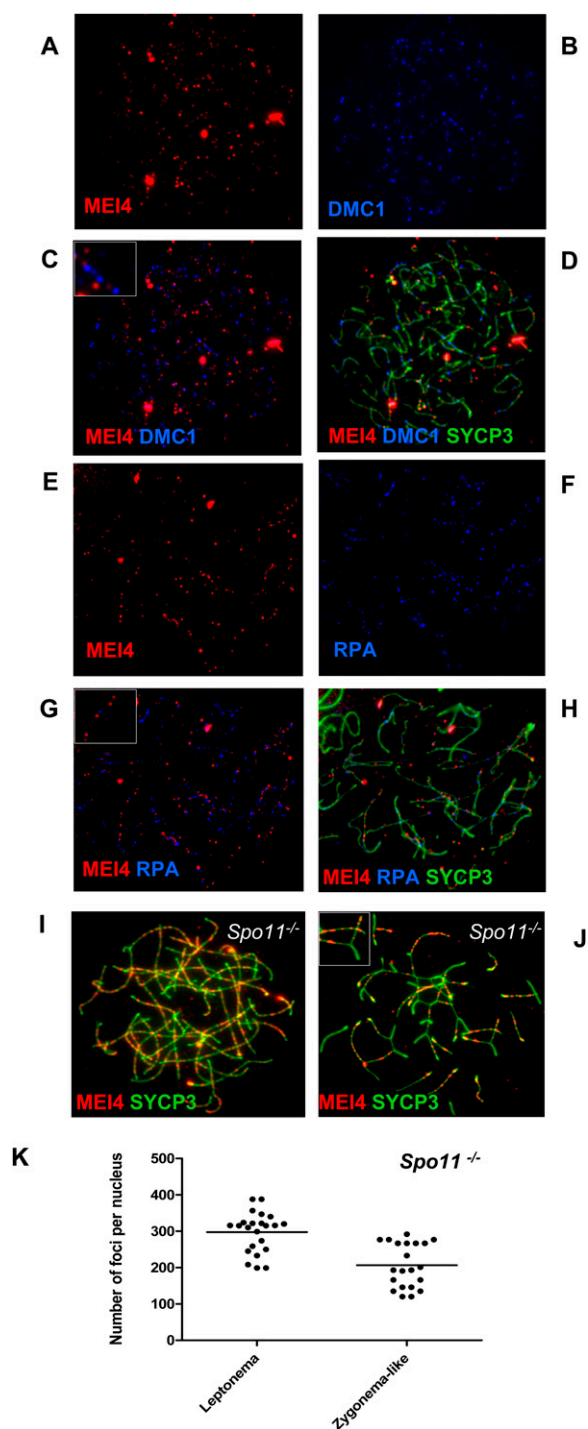 A
MEI4
B
DMC1
C
MEI4 DMC1
D
MEI4 DMC1 SYCP3
E
MEI4
F
RPA
G
MEI4 RPA
H
MEI4 RPA SYCP3
I
Spo11-/-
MEI4 SYCP3
J
Spo11-/-
MEI4 SYCP3
K
Spo11 -/-
Number of foci per nucleus
500
400
300
200
100
0
Leptonema
Zygonema-like